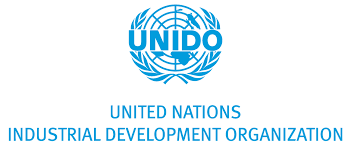 UNIDO
UNITED NATIONS
INDUSTRIAL DEVELOPMENT ORGANIZATION